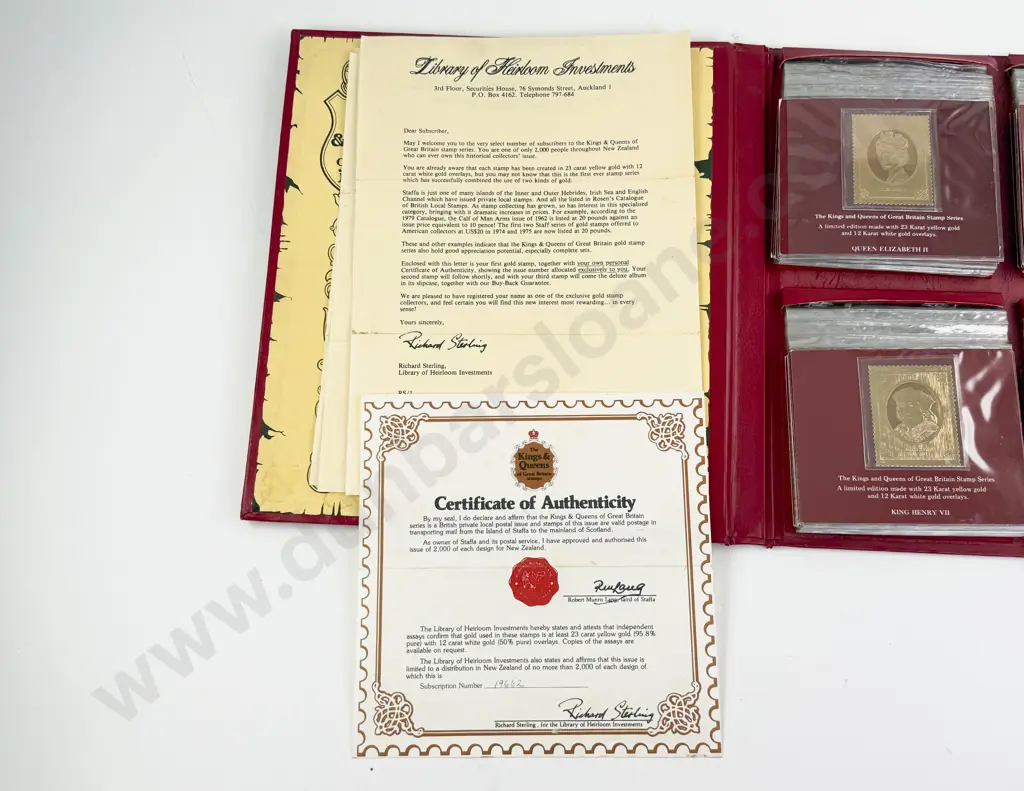 Library of Heirloom Investments
3rd Floor, Securities House, 76 Symonds Street, Auckland 1
P.O. Box 4162. Telephone 797-684
Dear Subscriber,
May I welcome you to the very select number of subscribers to the Kings & Queens of
Great Britain stamp series. You are one of only 2,000 people throughout New Zealand
who can ever own this historical collectors' issue.
You are already aware that each stamp has been created in 23 carat yellow gold with 12
carat white gold overlays, but you may not know that this is the first ever stamp series
which has successfully combined the use of two kinds of gold.
Staffa is just one of many islands of the Inner and Outer Hebrides, Irish Sea and English
Channel which have issued private local stamps. And all the listed in Rosen's Catalogue
of British Local Stamps. As stamp collecting has grown, so has interest in this specialised
category, bringing with it dramatic increases in prices. For example, according to the
1979 Catalogue, the Calf of Man Arms issue of 1962 is listed at 20 pounds against an
issue price equivalent to 10 pence! The first two Staff series of gold stamps offered to
American collectors at US$20 in 1974 and 1975 are now listed at 20 pounds.
These and other examples indicate that the Kings & Queens of Great Britain gold stamp
series also hold good appreciation potential, especially complete sets.
Enclosed with this letter is your first gold stamp, together with your own personal
Certificate of Authenticity, showing the issue number allocated exclusively to you. Your
second stamp will follow shortly, and with your third stamp will come the deluxe album
in its slipcase, together with our Buy-Back Guarantee.
We are pleased to have registered your name as one of the exclusive gold stamp
collectors, and feel certain you will find this new interest most rewarding... in every
sense!
Yours sincerely,
Richard Sterling
Richard Sterling,
Library of Heirloom Investments
RS/1
The
Kings &
Queens
of Great Britain
stamps
Certificate of Authenticity
By my seal, I do declare and affirm that the Kings & Queens of Great Britain
series is a British private local postal issue and stamps of this issue are valid postage in
transporting mail from the Island of Staffa to the mainland of Scotland.
As owner of Staffa and its postal service, I have approved and authorised this
issue of 2,000 of each design for New Zealand.
Robert Munro Lang, laird of Staffa
The Library of Heirloom Investments hereby states and attests that independent
assays confirm that gold used in these stamps is at least 23 carat yellow gold (95.8%
pure) with 12 carat white gold (50% pure) overlays. Copies of the assays are
available on request.
The Library of Heirloom Investments also states and affirms that this issue is
limited to a distribution in New Zealand of no more than 2,000 of each design of
which this is
Subscription Number 19662
Richard Sterling
Richard Sterling, for the Library of Heirloom Investments
The Kings and Queens of Great Britain Stamp Series
A limited edition made with 23 Karat yellow gold
and 12 Karat white gold overlays.
QUEEN ELIZABETH II
The Kings and Queens of Great Britain Stamp Series
A limited edition made with 23 Karat yellow gold
and 12 Karat white gold overlays.
KING HENRY VII
www.dunbarsloane.